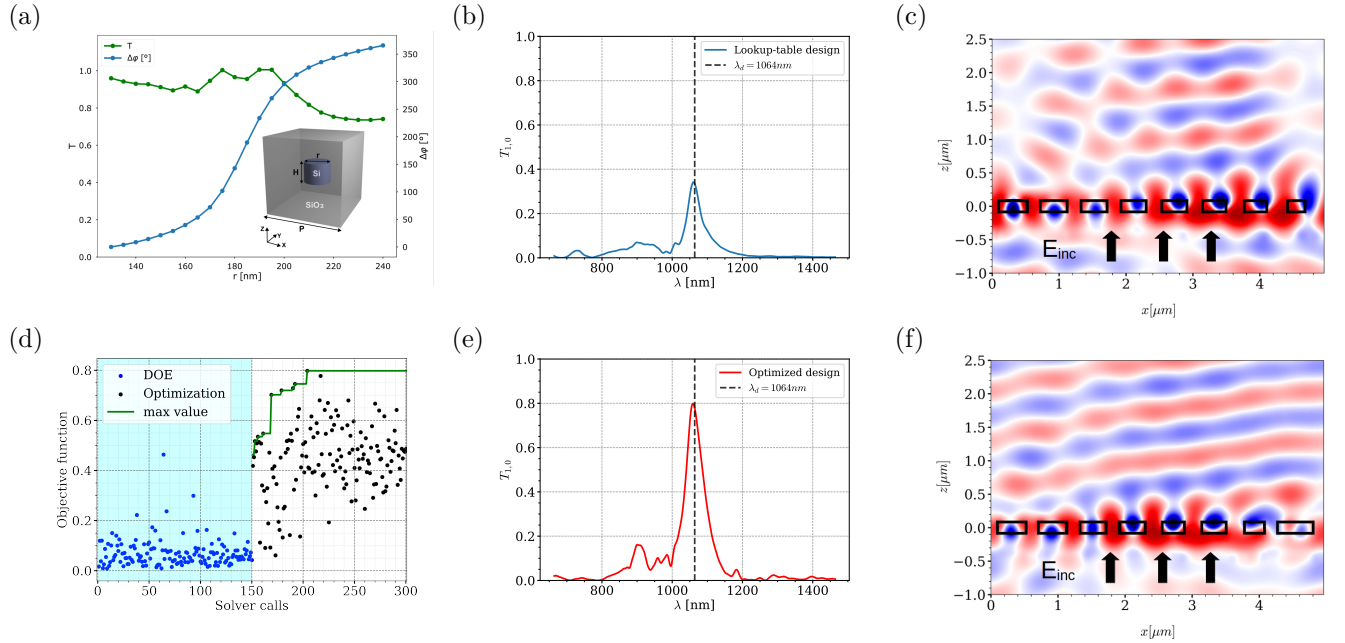 (a)
T
Δφ [°]
1.0
0.8
0.6
0.4
0.2
0.0
T
350
300
250
200
150
100
50
0
Δφ [°]
140
160
180
200
220
240
r [nm]
r
H
Si
SiO₂
P
Z
Y
X
(b)
Lookup-table design
λd = 1064nm
1.0
0.8
0.6
0.4
0.2
0.0
T1,0
800
1000
1200
1400
λ [nm]
(c)
2.5
2.0
1.5
1.0
0.5
0.0
−0.5
−1.0
z[μm]
Einc
0
1
2
3
4
x[μm]
(d)
DOE
Optimization
max value
0.8
0.6
0.4
0.2
0.0
Objective function
0
50
100
150
200
250
300
Solver calls
(e)
Optimized design
λd = 1064nm
1.0
0.8
0.6
0.4
0.2
0.0
T1,0
800
1000
1200
1400
λ [nm]
(f)
2.5
2.0
1.5
1.0
0.5
0.0
−0.5
−1.0
z[μm]
Einc
0
1
2
3
4
x[μm]